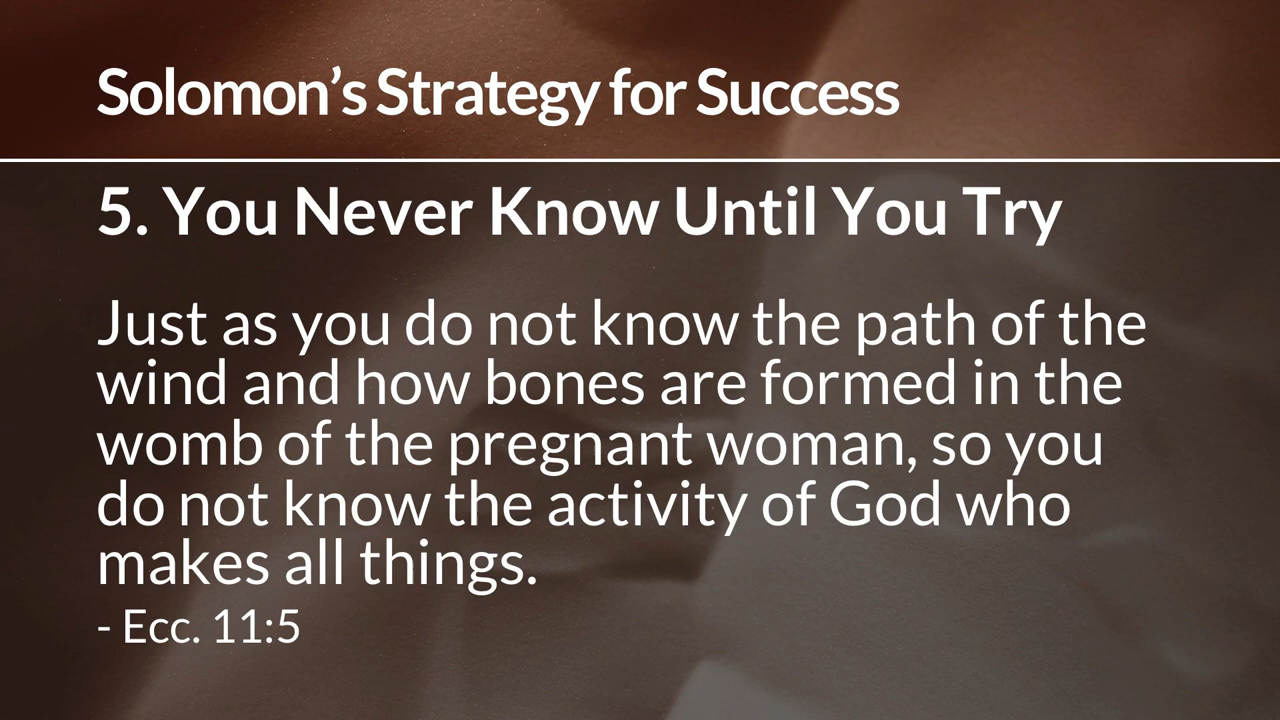 Solomon’s Strategy for Success
5. You Never Know Until You Try
Just as you do not know the path of the
wind and how bones are formed in the
womb of the pregnant woman, so you
do not know the activity of God who
makes all things.
- Ecc. 11:5